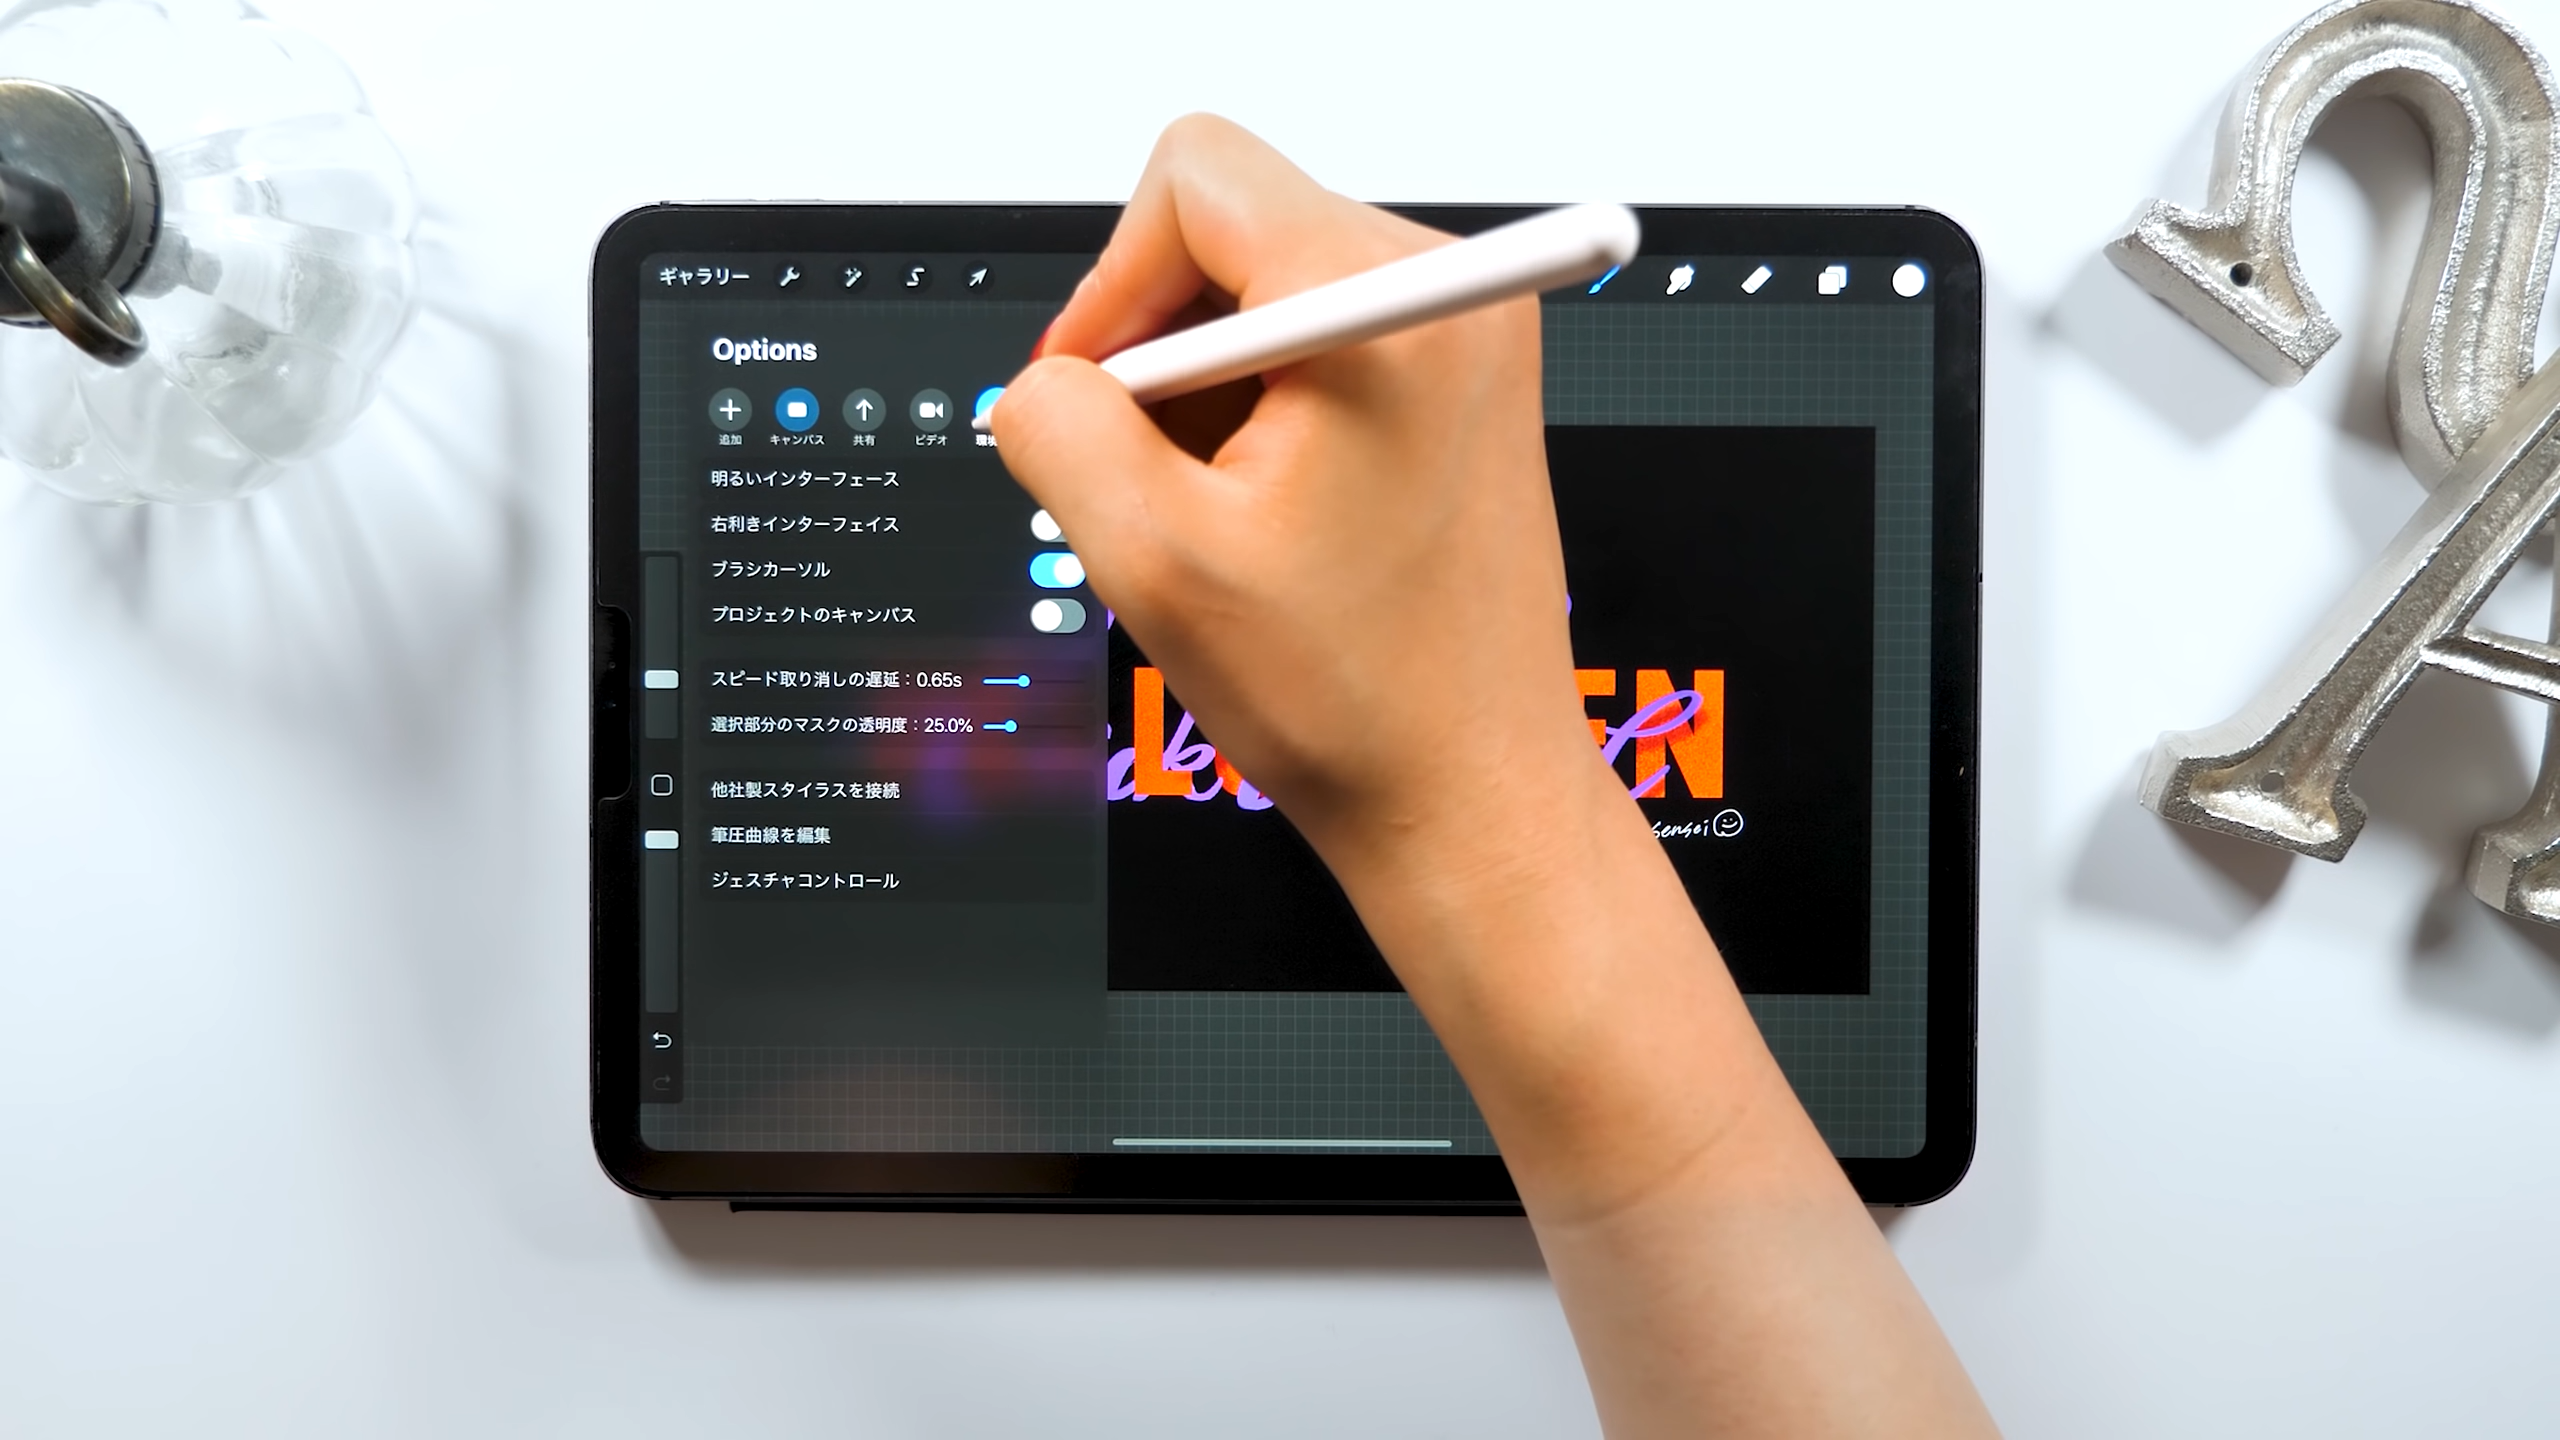 ギャラリー
Options
追加
キャンバス
共有
ビデオ
明るいインターフェース
右利きインターフェイス
ブラシカーソル
プロジェクトのキャンバス
スピード取り消しの遅延：0.65s
選択部分のマスクの透明度：25.0%
他社製スタイラスを接続
筆圧曲線を編集
ジェスチャコントロール
sensei